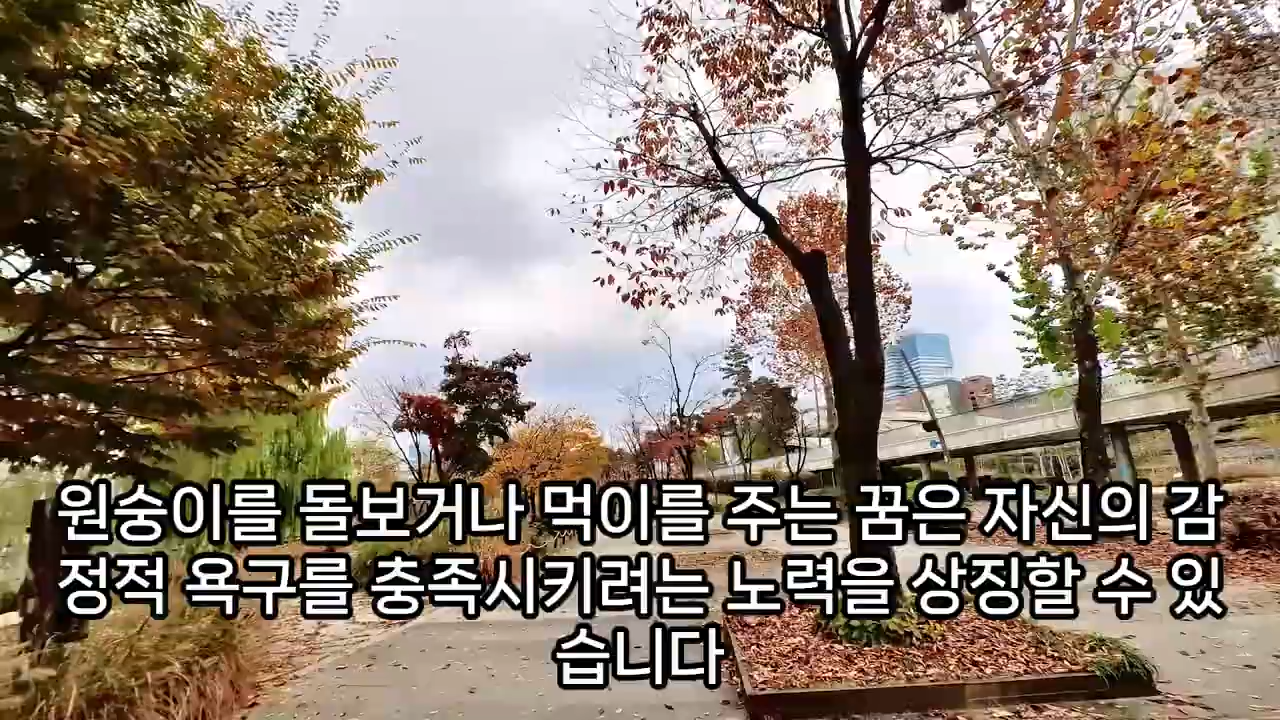 원숭이를 돌보거나 먹이를 주는 꿈은 자신의 감
정적 욕구를 충족시키려는 노력을 상징할 수 있
습니다